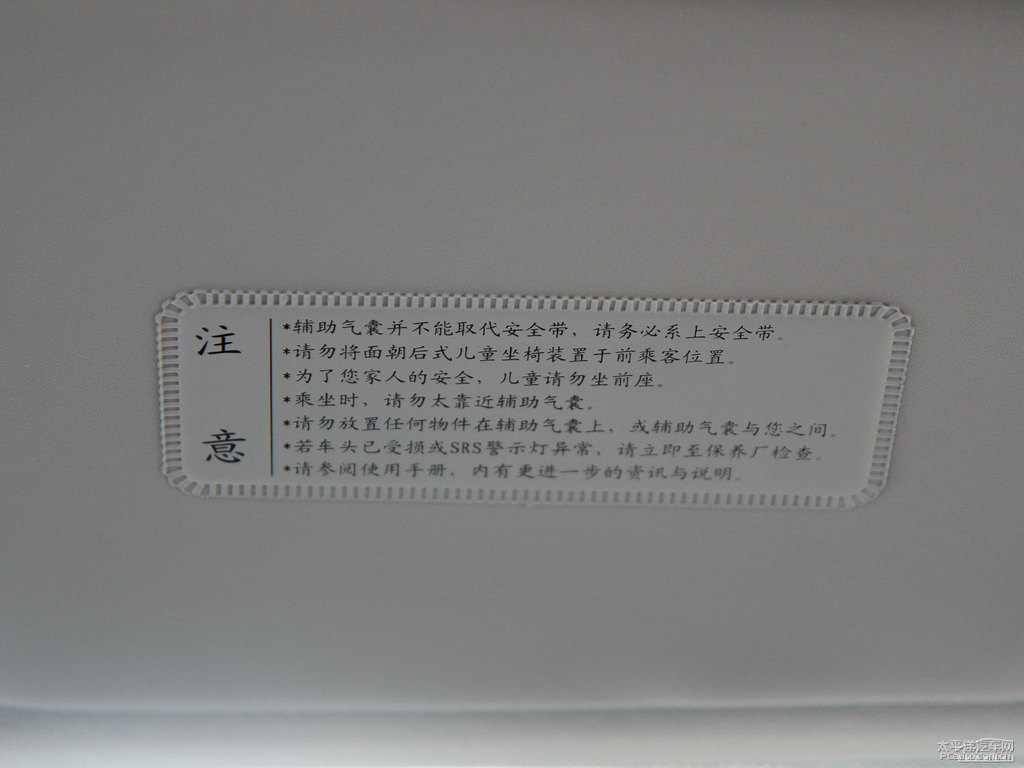 注意
*辅助气囊并不能取代安全带，请务必系上安全带。
*请勿将面朝后式儿童坐椅装置于前乘客位置。
*为了您家人的安全，儿童请勿坐前座。
*乘坐时，请勿太靠近辅助气囊。
*请勿放置任何物件在辅助气囊上，或辅助气囊与您之间。
*若车头已受损或SRS警示灯异常，请立即至保养厂检查。
*请参阅使用手册，内有更进一步的资讯与说明。
太平洋汽车网
PCauto.com.cn